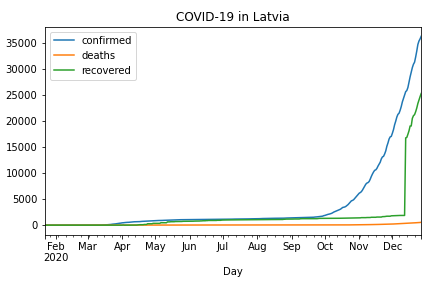 COVID-19 in Latvia
confirmed
deaths
recovered
35000
30000
25000
20000
15000
10000
5000
0
Feb Mar Apr May Jun Jul Aug Sep Oct Nov Dec
2020
Day